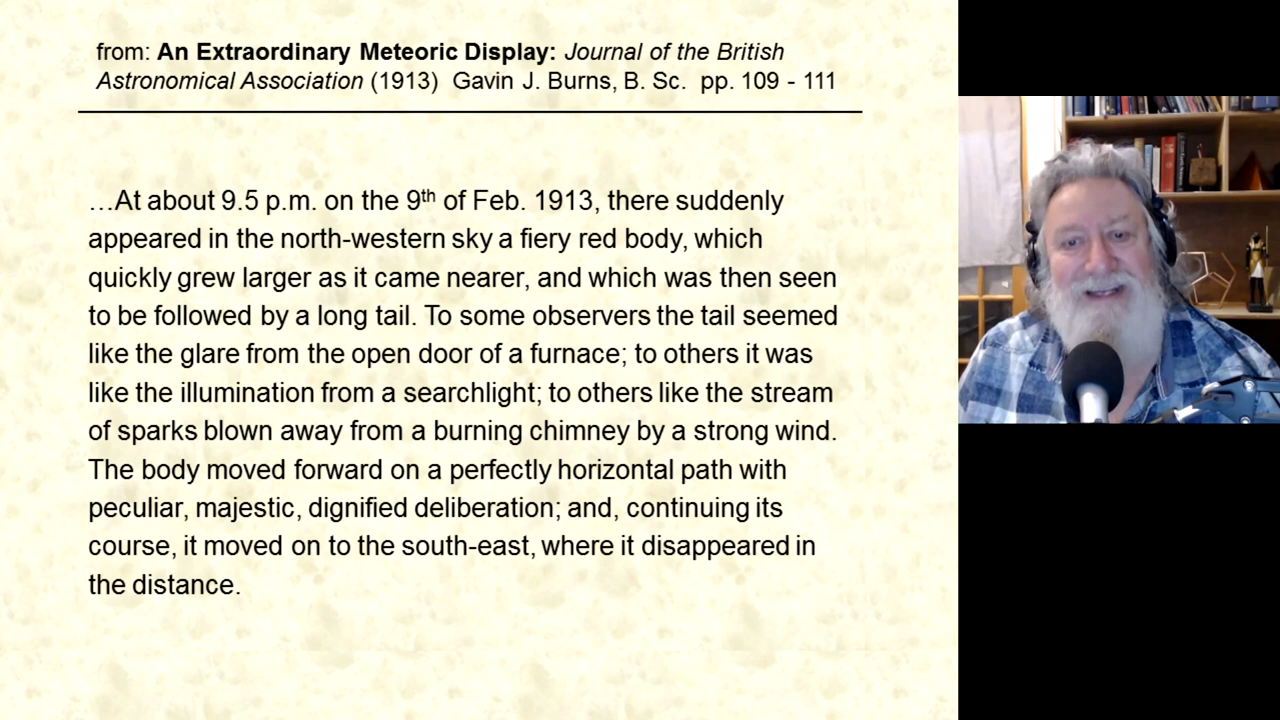 from: An Extraordinary Meteoric Display: Journal of the British
Astronomical Association (1913) Gavin J. Burns, B. Sc. pp. 109 - 111
…At about 9.5 p.m. on the 9th of Feb. 1913, there suddenly
appeared in the north-western sky a fiery red body, which
quickly grew larger as it came nearer, and which was then seen
to be followed by a long tail. To some observers the tail seemed
like the glare from the open door of a furnace; to others it was
like the illumination from a searchlight; to others like the stream
of sparks blown away from a burning chimney by a strong wind.
The body moved forward on a perfectly horizontal path with
peculiar, majestic, dignified deliberation; and, continuing its
course, it moved on to the south-east, where it disappeared in
the distance.